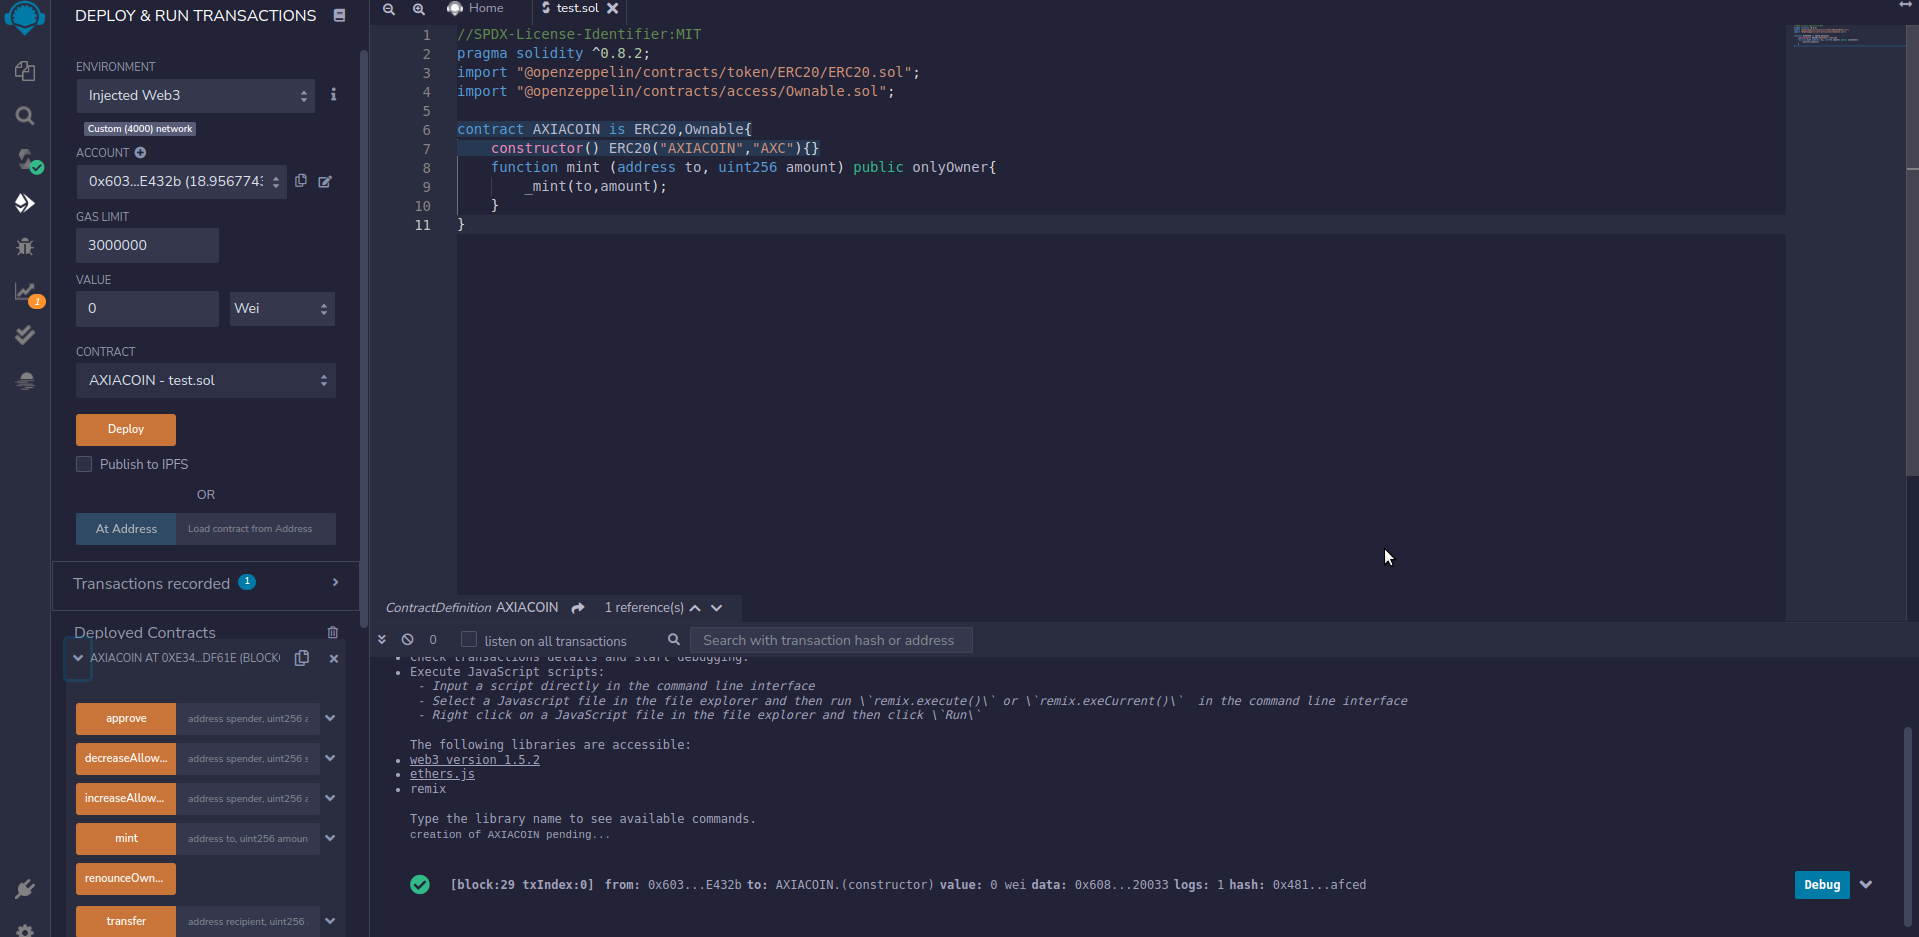 DEPLOY & RUN TRANSACTIONS
ENVIRONMENT
Injected Web3
Custom (4000) network
ACCOUNT
0x603...E432b (18.9567743
GAS LIMIT
3000000
VALUE
0
Wei
CONTRACT
AXIACOIN - test.sol
Deploy
Publish to IPFS
OR
At Address
Load contract from Address
Transactions recorded 1
Deployed Contracts
AXIACOIN AT 0XE34...DF61E (BLOCK
approve
address spender, uint256 a
decreaseAllow...
address spender, uint256 s
increaseAllow...
address spender, uint256 a
mint
address to, uint256 amoun
renounceOwn...
transfer
address recipient, uint256
1
Home
test.sol
1 //SPDX-License-Identifier:MIT
2 pragma solidity ^0.8.2;
3 import "@openzeppelin/contracts/token/ERC20/ERC20.sol";
4 import "@openzeppelin/contracts/access/Ownable.sol";
5
6 contract AXIACOIN is ERC20,Ownable{
7 constructor() ERC20("AXIACOIN","AXC"){}
8 function mint (address to, uint256 amount) public onlyOwner{
9 _mint(to,amount);
10 }
11 }
ContractDefinition AXIACOIN
1 reference(s)
0
listen on all transactions
Search with transaction hash or address
• Check transactions details and start debugging.
• Execute JavaScript scripts:
- Input a script directly in the command line interface
- Select a Javascript file in the file explorer and then run \`remix.execute()\` or \`remix.exeCurrent()\` in the command line interface
- Right click on a JavaScript file in the file explorer and then click \`Run\`
The following libraries are accessible:
• web3 version 1.5.2
• ethers.js
• remix
Type the library name to see available commands.
creation of AXIACOIN pending...
[block:29 txIndex:0] from: 0x603...E432b to: AXIACOIN.(constructor) value: 0 wei data: 0x608...20033 logs: 1 hash: 0x481...afced
Debug